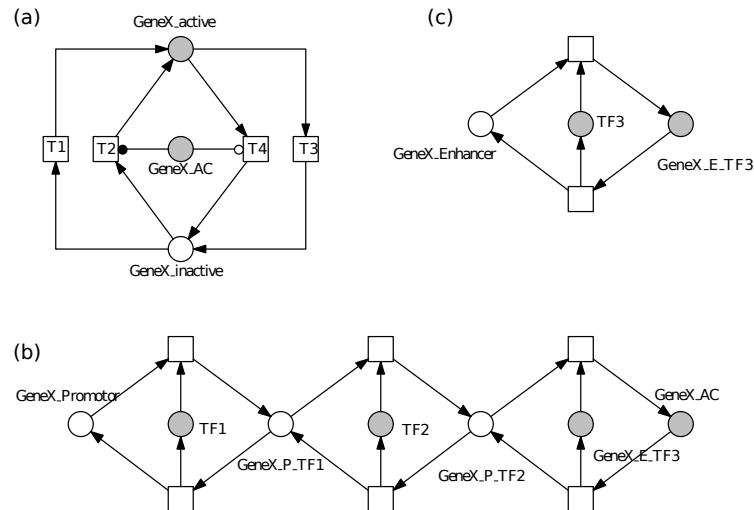 (a)
GeneX_active
T1
T2
GeneX_AC
T4
T3
GeneX_inactive
(c)
TF3
GeneX_Enhancer
GeneX_E_TF3
(b)
GeneX_Promotor
TF1
GeneX_P_TF1
TF2
GeneX_P_TF2
GeneX_AC
GeneX_E_TF3